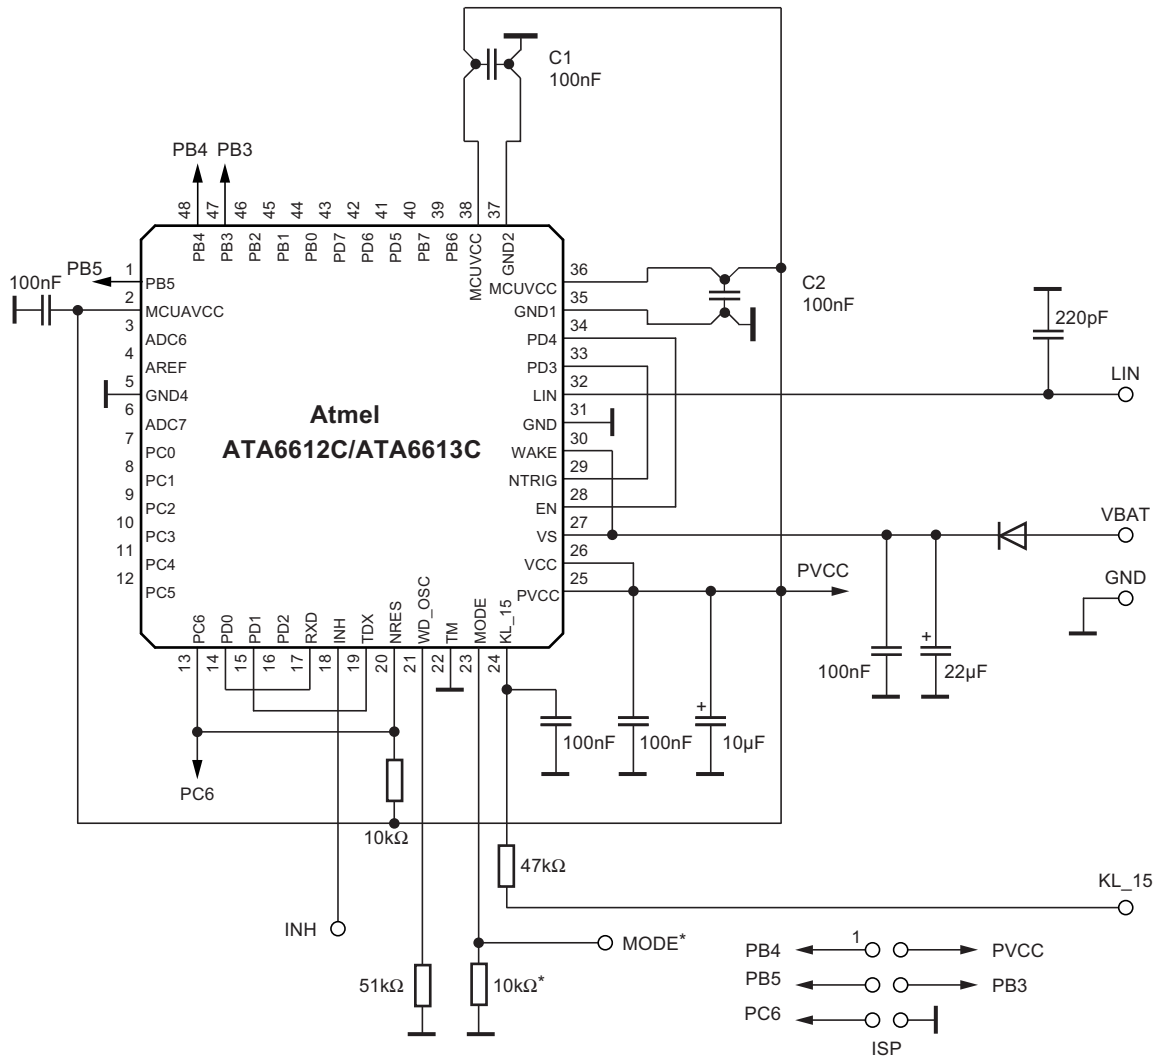 C1
100nF
PB4 PB3
48 47 46 45 44 43 42 41 40 39 38 37
PB4 PB3 PB2 PB1 PB0 PD7 PD6 PD5 PB7 PB6 MCUVCC GND2
PB5
100nF
1 PB5
2 MCUAVCC
3 ADC6
4 AREF
5 GND4
6 ADC7
7 PC0
8 PC1
9 PC2
10 PC3
11 PC4
12 PC5
Atmel
ATA6612C/ATA6613C
MCUVCC 36
GND1 35
PD4 34
PD3 33
LIN 32
GND 31
WAKE 30
NTRIG 29
EN 28
VS 27
VCC 26
PVCC 25
C2
100nF
220pF
LIN
VBAT
PVCC
GND
PC6 PD0 PD1 PD2 RXD INH TDX NRES WD_OSC TM MODE KL_15
13 14 15 16 17 18 19 20 21 22 23 24
100nF
+
22µF
100nF
100nF
+
10µF
PC6
10kΩ
47kΩ
KL_15
INH
MODE*
51kΩ
10kΩ*
PB4 1 PVCC
PB5 PB3
PC6
ISP